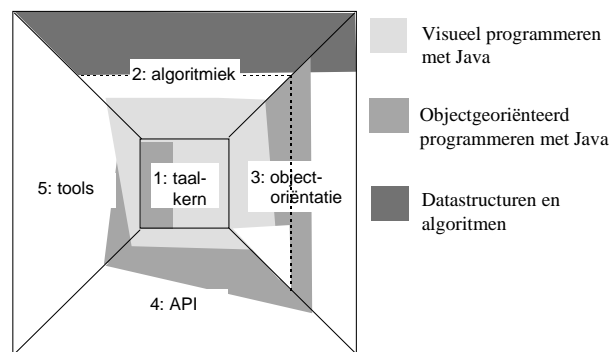 2: algoritmiek
1: taal-
kern
3: object-
oriëntatie
5: tools
4: API
Visueel programmeren
met Java
Objectgeoriënteerd
programmeren met Java
Datastructuren en
algoritmen